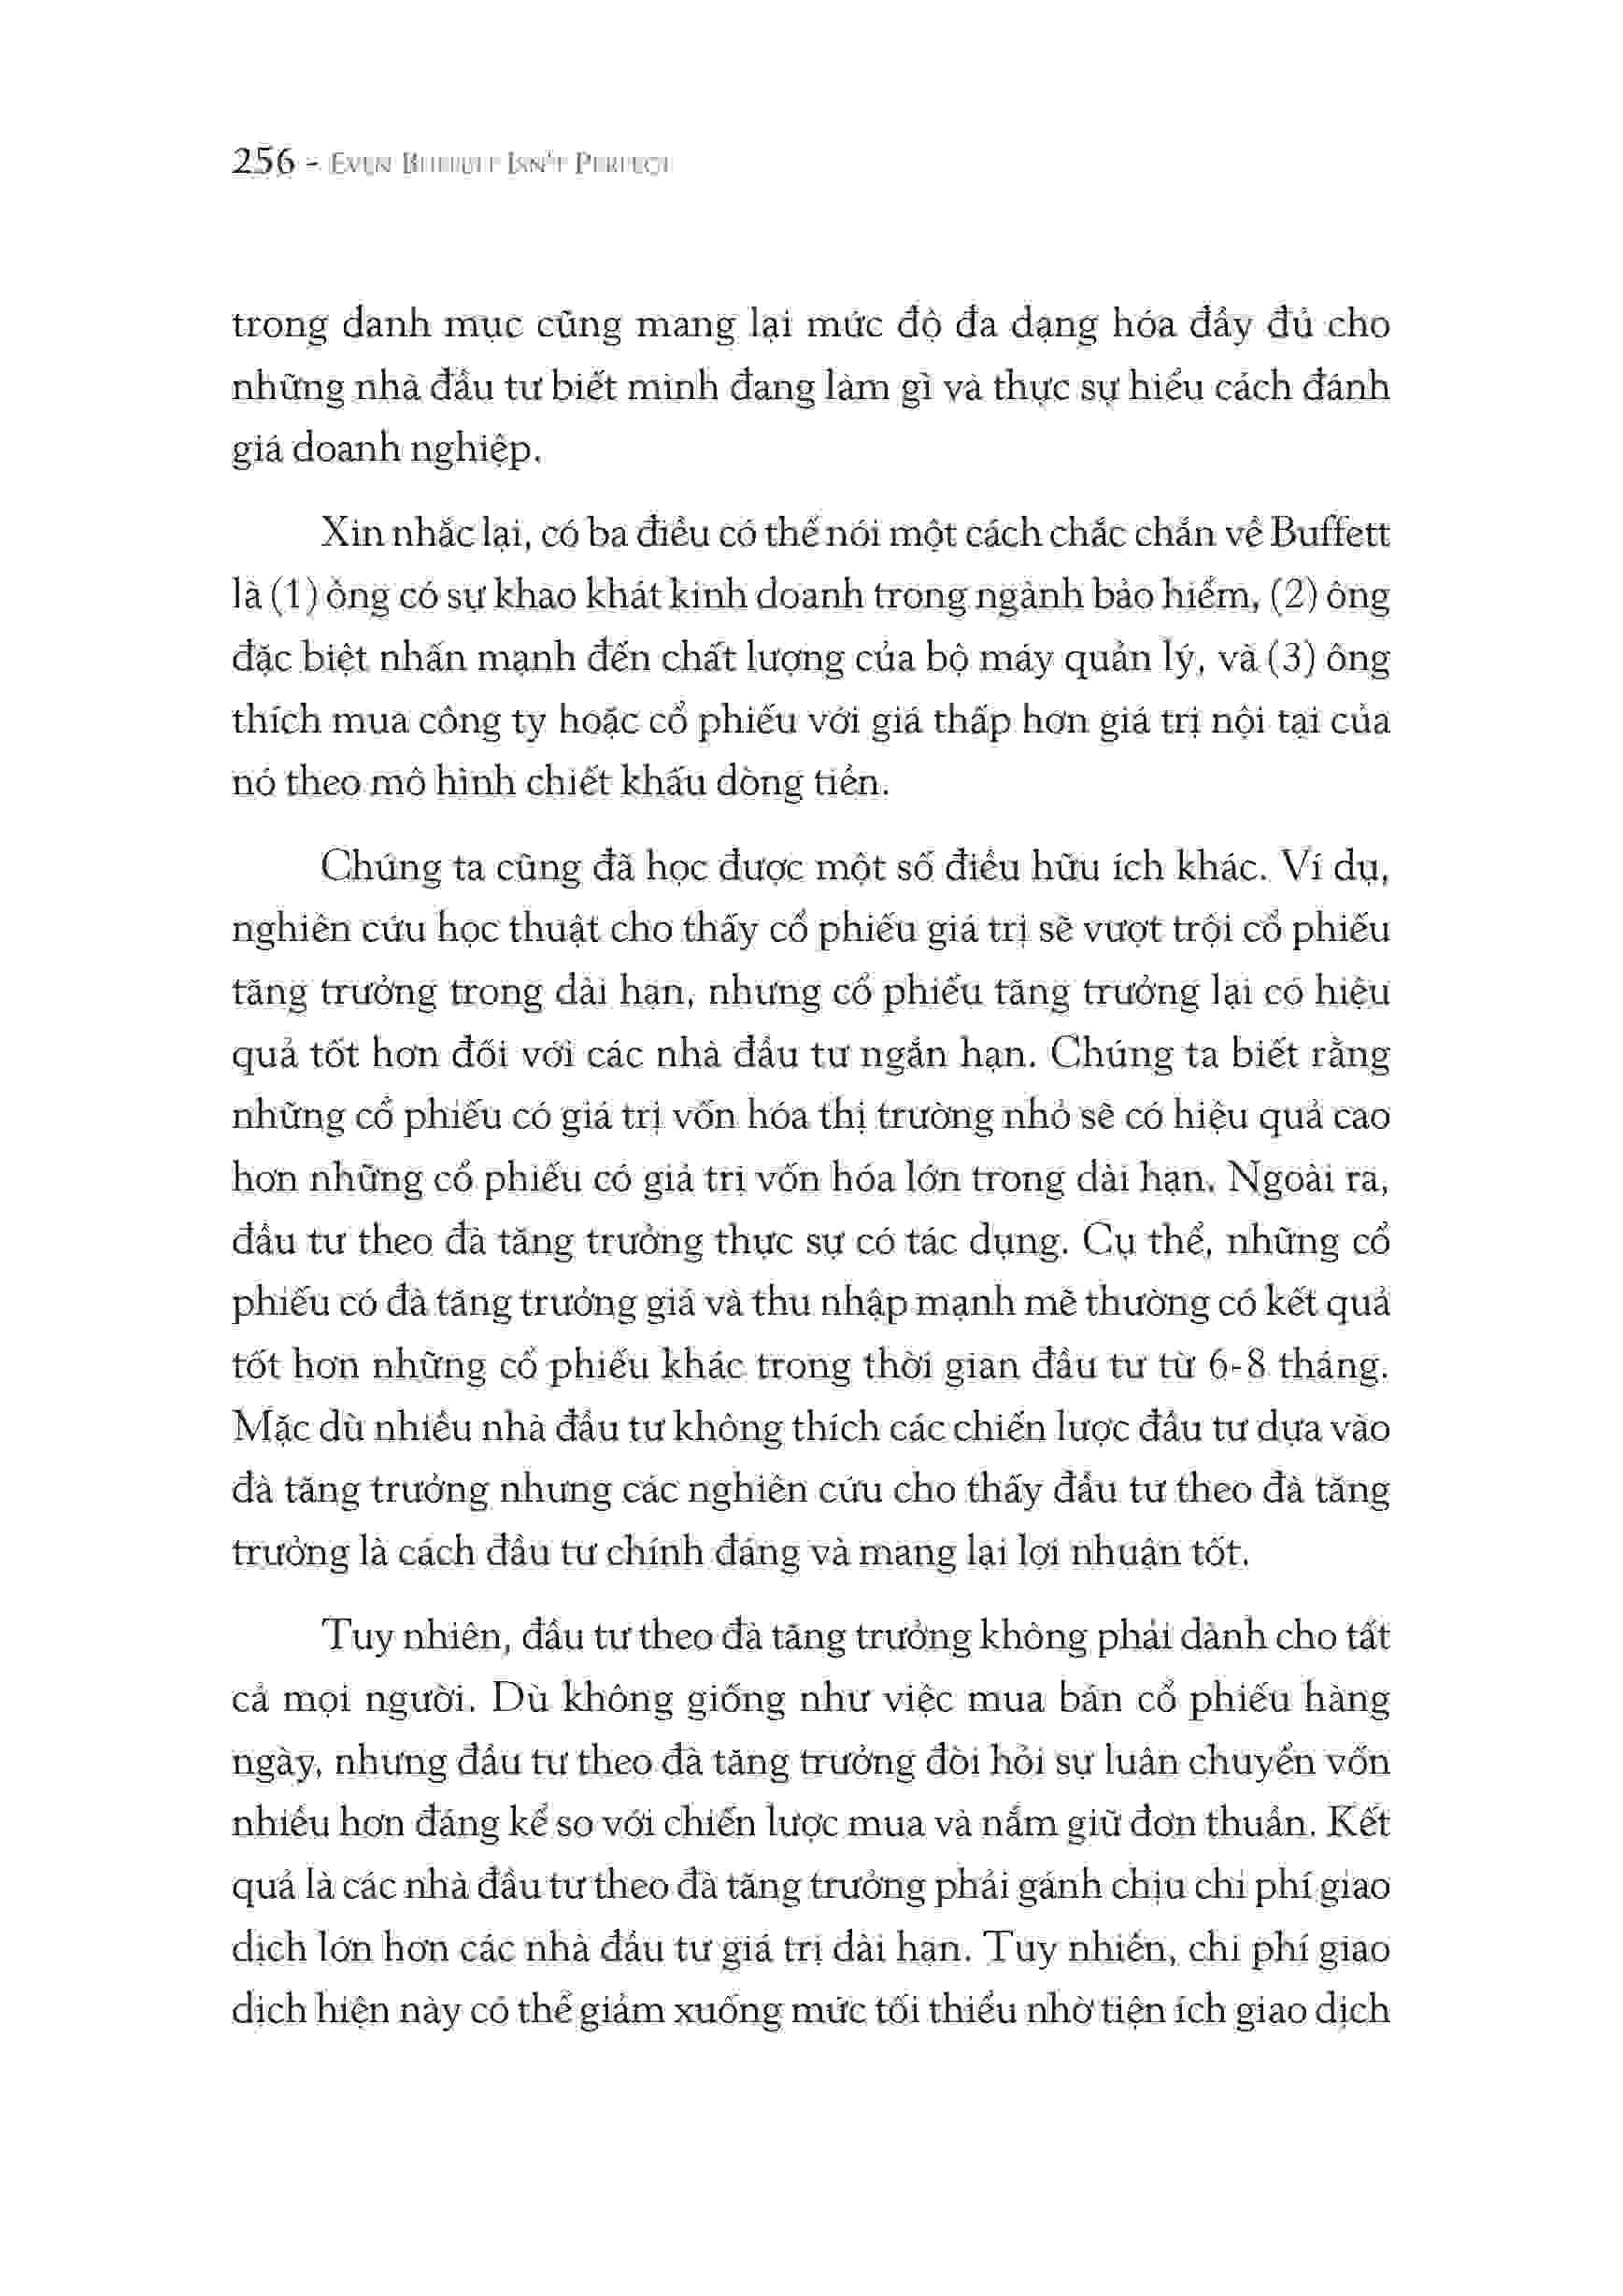 256 - EVEN BUFFETT ISN'T PERFECT
trong danh mục cũng mang lại mức độ đa dạng hóa đầy đủ cho
những nhà đầu tư biết mình đang làm gì và thực sự hiểu cách đánh
giá doanh nghiệp.
Xin nhắc lại, có ba điều có thể nói một cách chắc chắn về Buffett
là (1) ông có sự khao khát kinh doanh trong ngành bảo hiểm, (2) ông
đặc biệt nhấn mạnh đến chất lượng của bộ máy quản lý, và (3) ông
thích mua công ty hoặc cổ phiếu với giá thấp hơn giá trị nội tại của
nó theo mô hình chiết khấu dòng tiền.
Chúng ta cũng đã học được một số điều hữu ích khác. Ví dụ,
nghiên cứu học thuật cho thấy cổ phiếu giá trị sẽ vượt trội cổ phiếu
tăng trưởng trong dài hạn, nhưng cổ phiếu tăng trưởng lại có hiệu
quả tốt hơn đối với các nhà đầu tư ngắn hạn. Chúng ta biết rằng
những cổ phiếu có giá trị vốn hóa thị trường nhỏ sẽ có hiệu quả cao
hơn những cổ phiếu có giá trị vốn hóa lớn trong dài hạn. Ngoài ra,
đầu tư theo đà tăng trưởng thực sự có tác dụng. Cụ thể, những cổ
phiếu có đà tăng trưởng giá và thu nhập mạnh mẽ thường có kết quả
tốt hơn những cổ phiếu khác trong thời gian đầu tư từ 6-8 tháng.
Mặc dù nhiều nhà đầu tư không thích các chiến lược đầu tư dựa vào
đà tăng trưởng nhưng các nghiên cứu cho thấy đầu tư theo đà tăng
trưởng là cách đầu tư chính đáng và mang lại lợi nhuận tốt.
Tuy nhiên, đầu tư theo đà tăng trưởng không phải dành cho tất
cả mọi người. Dù không giống như việc mua bán cổ phiếu hàng
ngày, nhưng đầu tư theo đà tăng trưởng đòi hỏi sự luân chuyển vốn
nhiều hơn đáng kể so với chiến lược mua và nắm giữ đơn thuần. Kết
quả là các nhà đầu tư theo đà tăng trưởng phải gánh chịu chi phí giao
dịch lớn hơn các nhà đầu tư giá trị dài hạn. Tuy nhiên, chi phí giao
dịch hiện này có thể giảm xuống mức tối thiểu nhờ tiện ích giao dịch